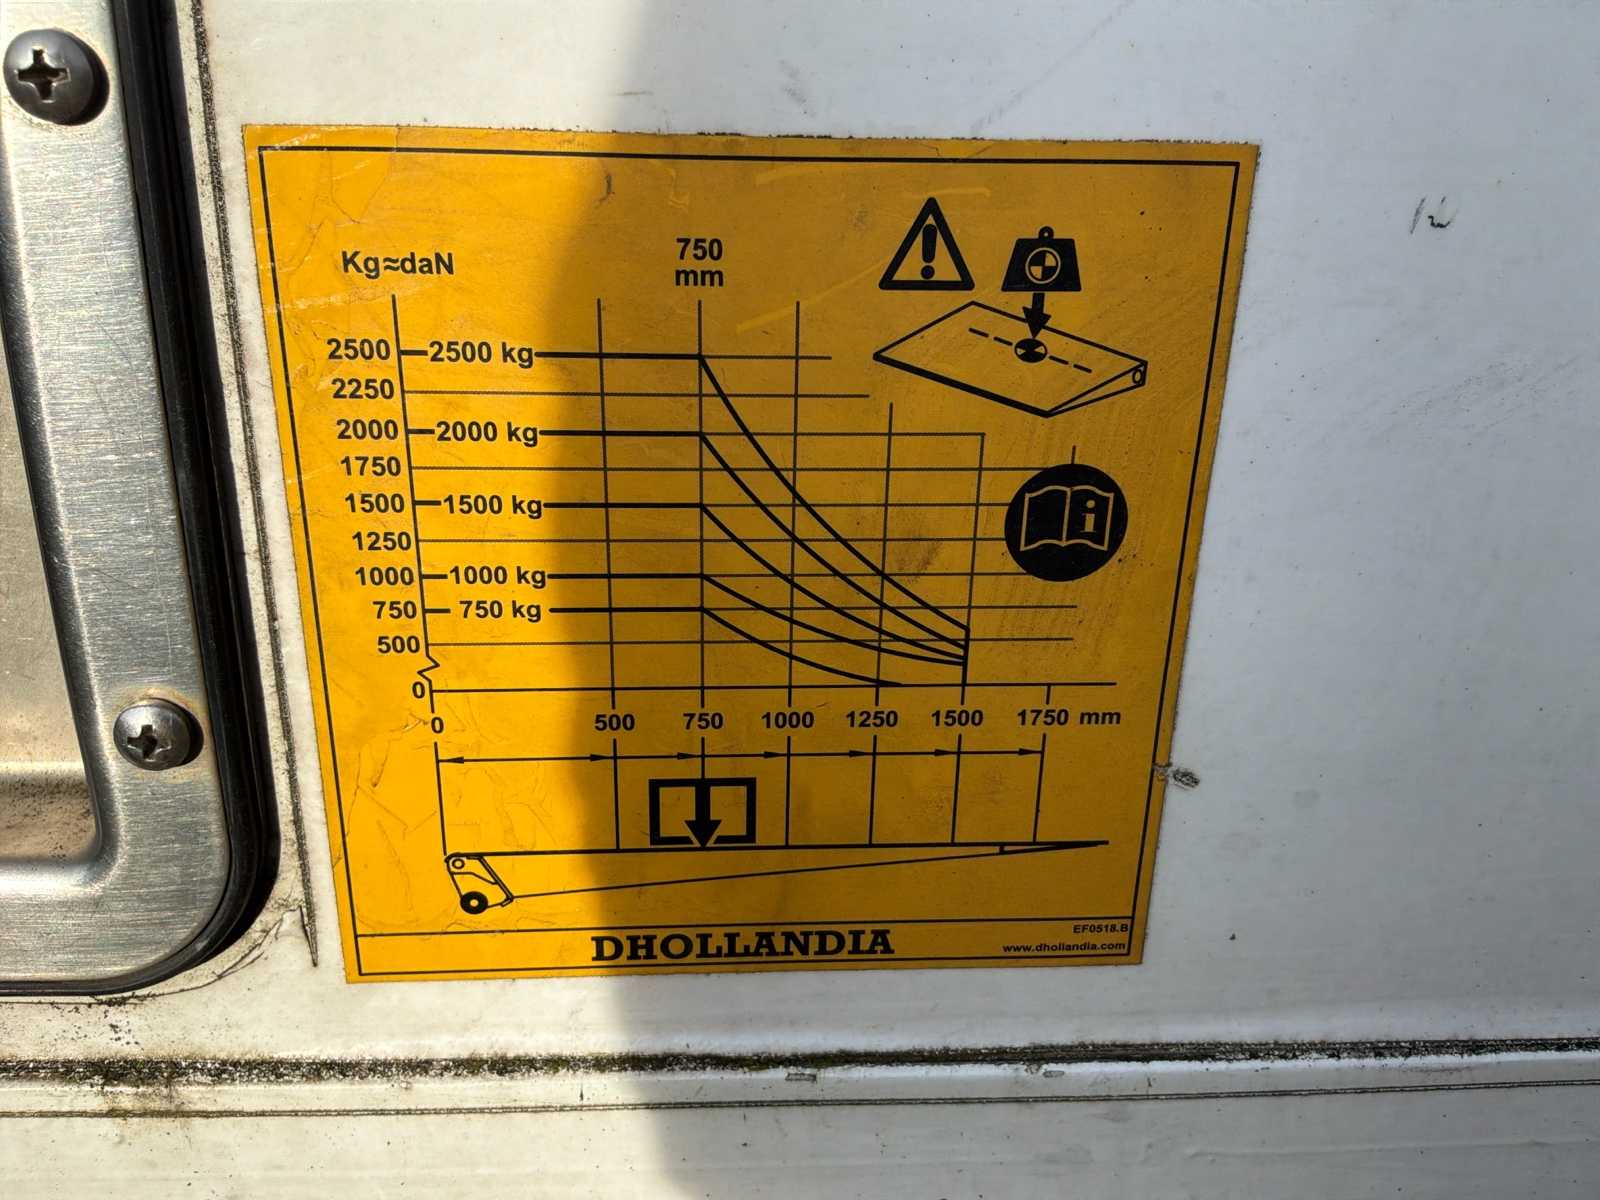 750
mm
Kg≈daN
2500 2500 kg
2250
2000 2000 kg
1750
1500 1500 kg
1250
1000 1000 kg
750 750 kg
500
0
0 500 750 1000 1250 1500 1750 mm
i
DHOLLANDIA
EF0518.B
www.dhollandia.com